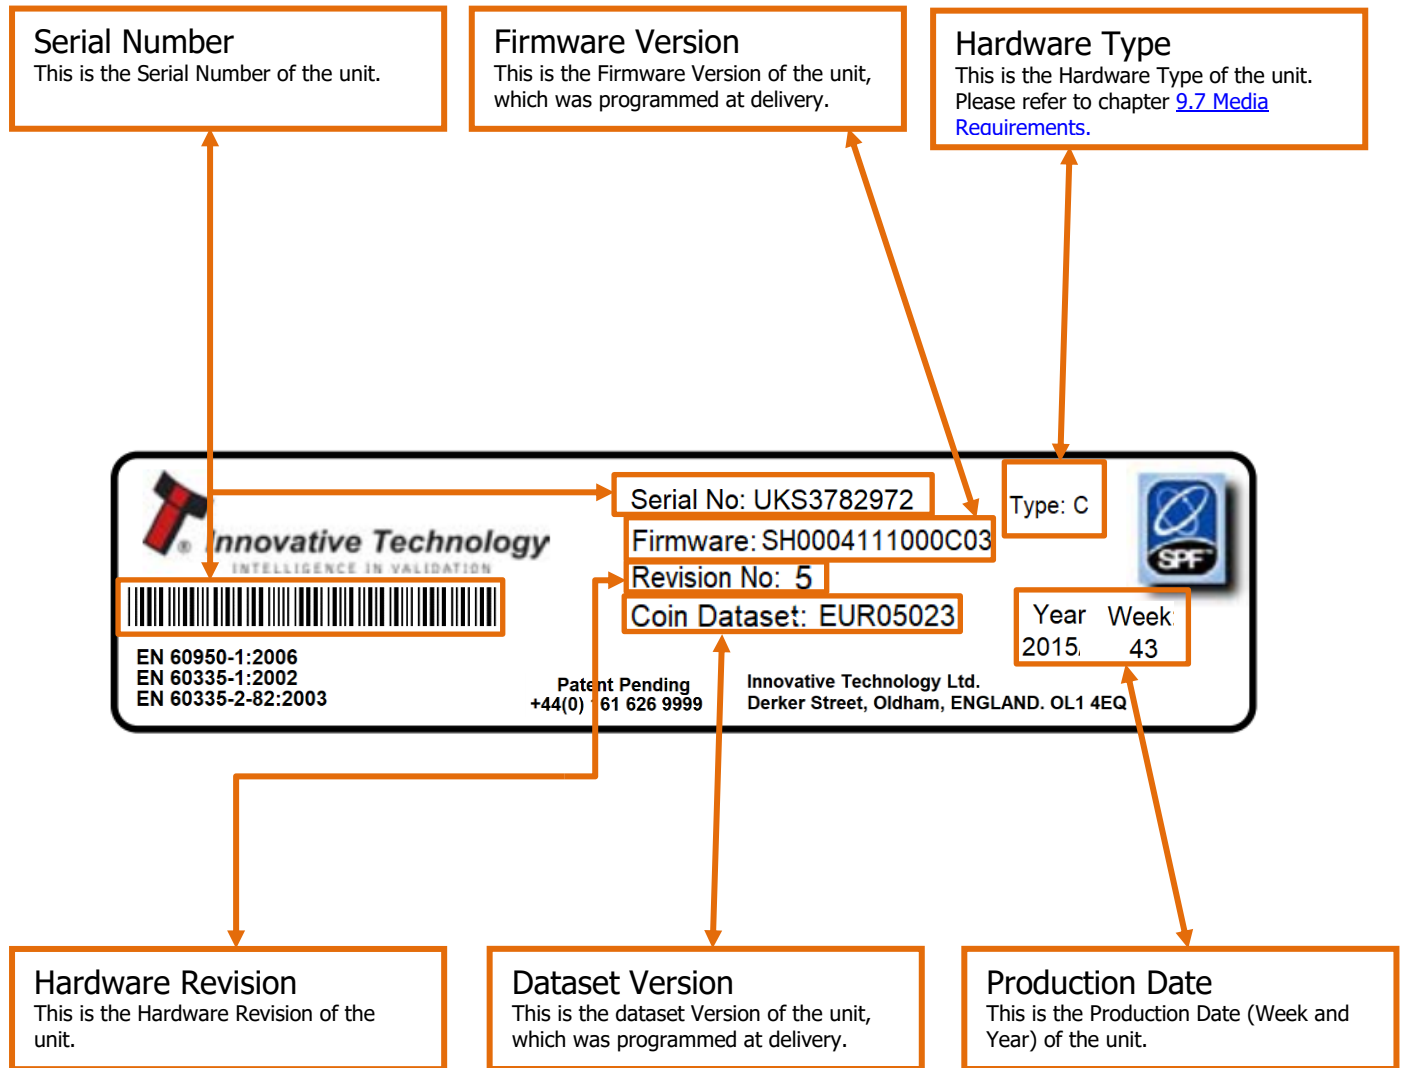 Serial Number
This is the Serial Number of the unit.
Firmware Version
This is the Firmware Version of the unit,
which was programmed at delivery.
Hardware Type
This is the Hardware Type of the unit.
Please refer to chapter 9.7 Media
Requirements.
Innovative Technology
INTELLIGENCE IN VALIDATION
®
EN 60950-1:2006
EN 60335-1:2002
EN 60335-2-82:2003
Serial No: UKS3782972
Firmware: SH0004111000C03
Revision No: 5
Coin Dataset: EUR05023
Type: C
SPF™
Year Week:
2015/ 43
Patent Pending
+44(0) 161 626 9999
Innovative Technology Ltd.
Derker Street, Oldham, ENGLAND. OL1 4EQ
Hardware Revision
This is the Hardware Revision of the
unit.
Dataset Version
This is the dataset Version of the unit,
which was programmed at delivery.
Production Date
This is the Production Date (Week and
Year) of the unit.